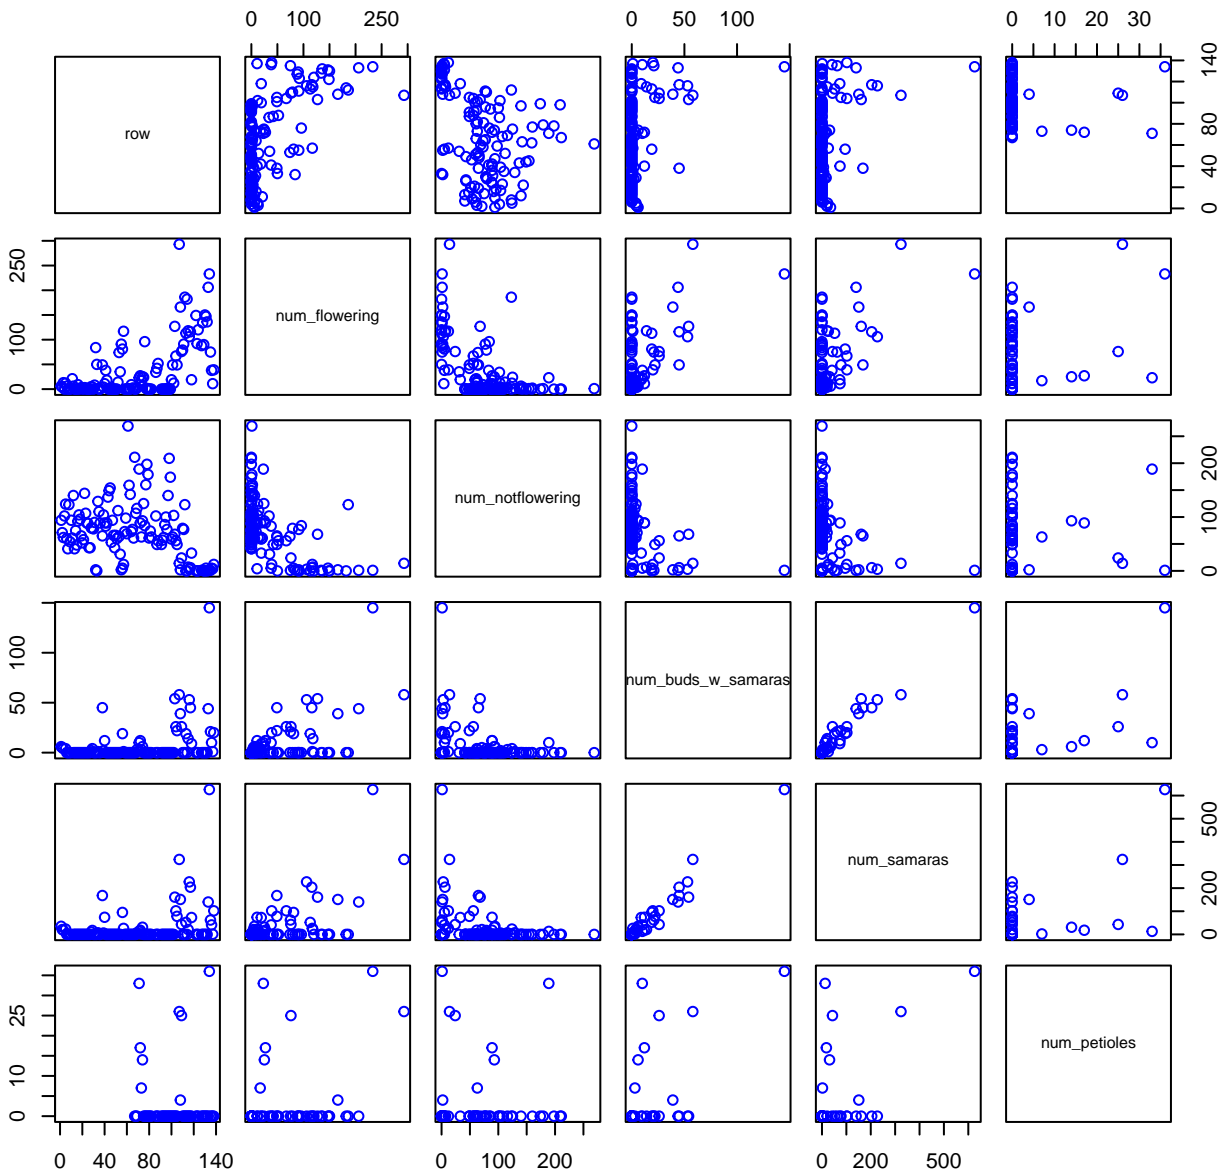 0 100 250 0 50 100 0 10 20 30
row 0 40 80 140
0 100 250 num_flowering
num_notflowering 0 100 200
0 50 100 num_buds_w_samaras
num_samaras 0 200 500
0 10 25 num_petioles
0 40 80 140 0 100 200 0 200 500